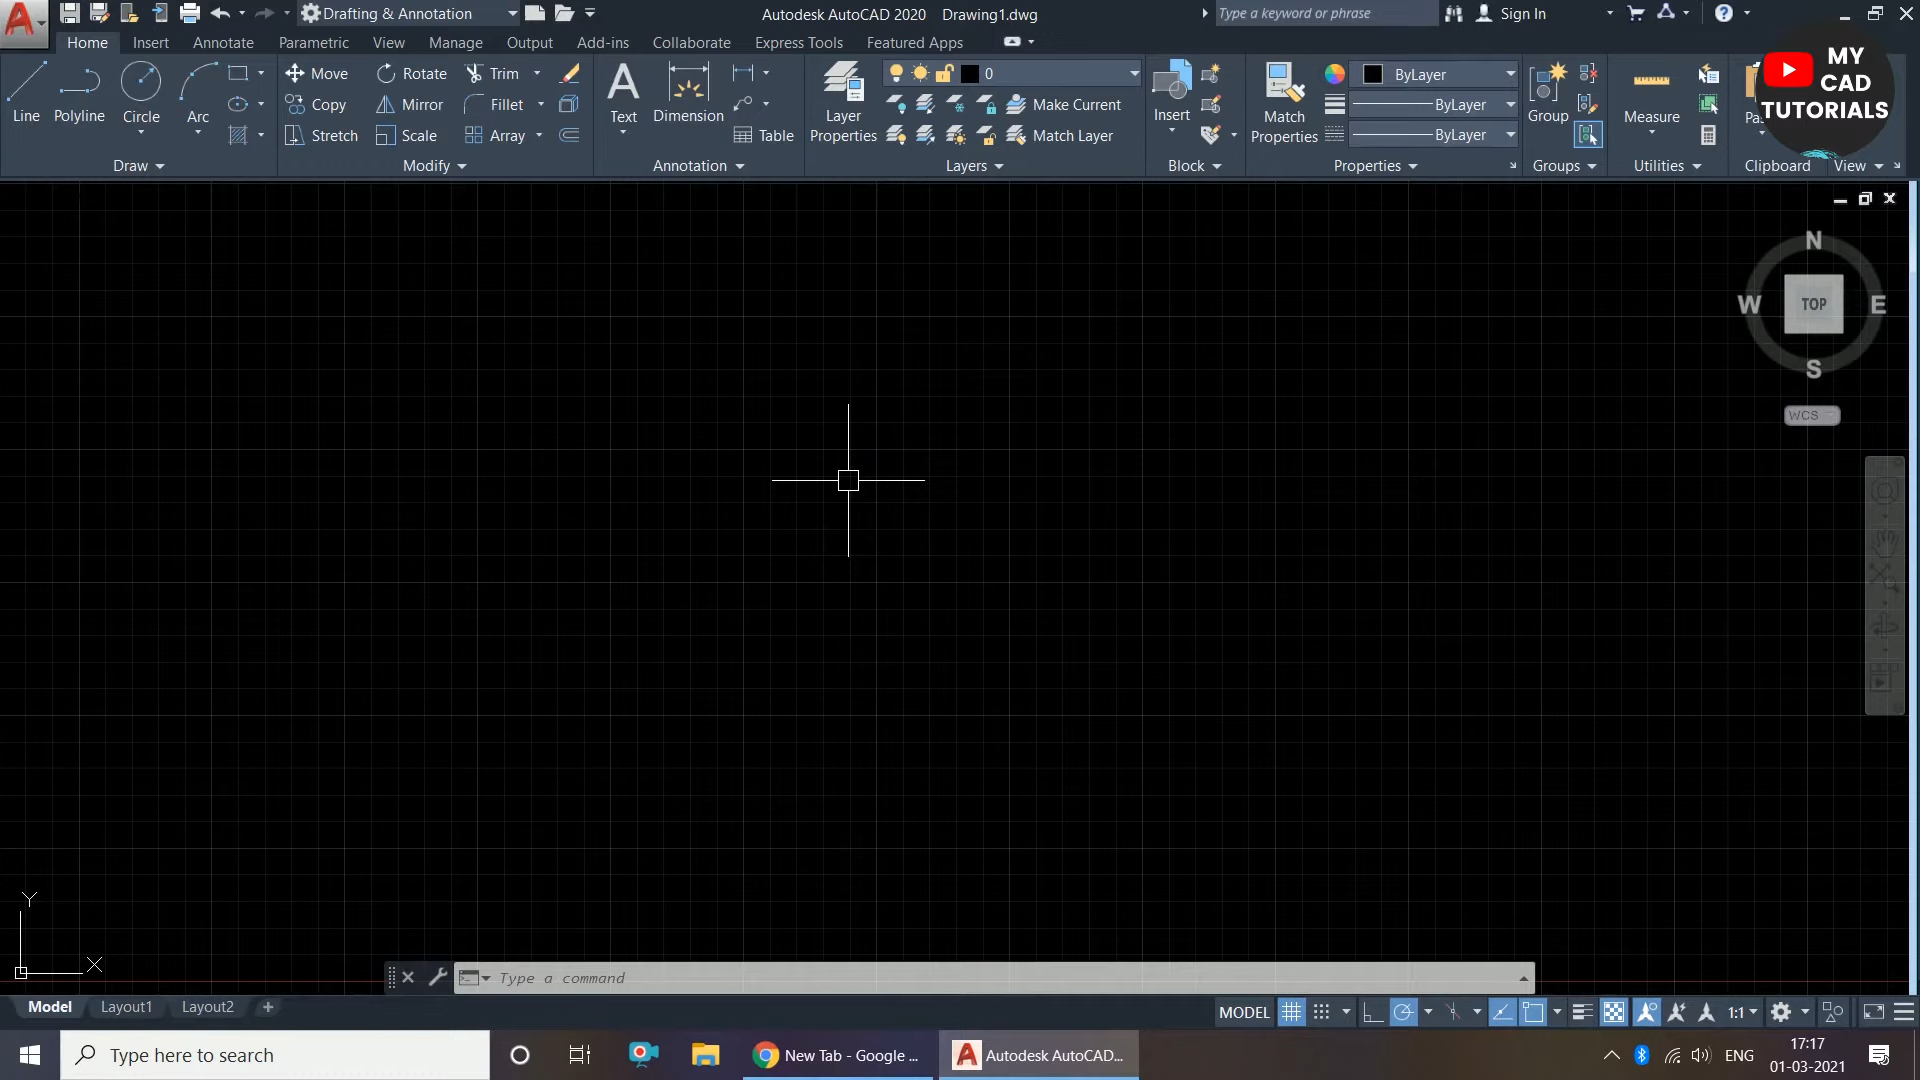 Drafting & Annotation
Autodesk AutoCAD 2020 Drawing1.dwg
Type a keyword or phrase
Sign In
Home Insert Annotate Parametric View Manage Output Add-ins Collaborate Express Tools Featured Apps
Line Polyline Circle Arc
Move Rotate Trim
Copy Mirror Fillet
Stretch Scale Array
Text Dimension
Table
Layer Properties
0
Make Current
Match Layer
Insert
Match Properties
ByLayer
ByLayer
ByLayer
Group
Measure
MY
CAD
TUTORIALS
Draw Modify Annotation Layers Block Properties Groups Utilities Clipboard View
N
W TOP E
S
WCS
Y
X
Type a command
Model Layout1 Layout2
MODEL
1:1
Type here to search
New Tab - Google ...
Autodesk AutoCAD...
ENG
17:17
01-03-2021